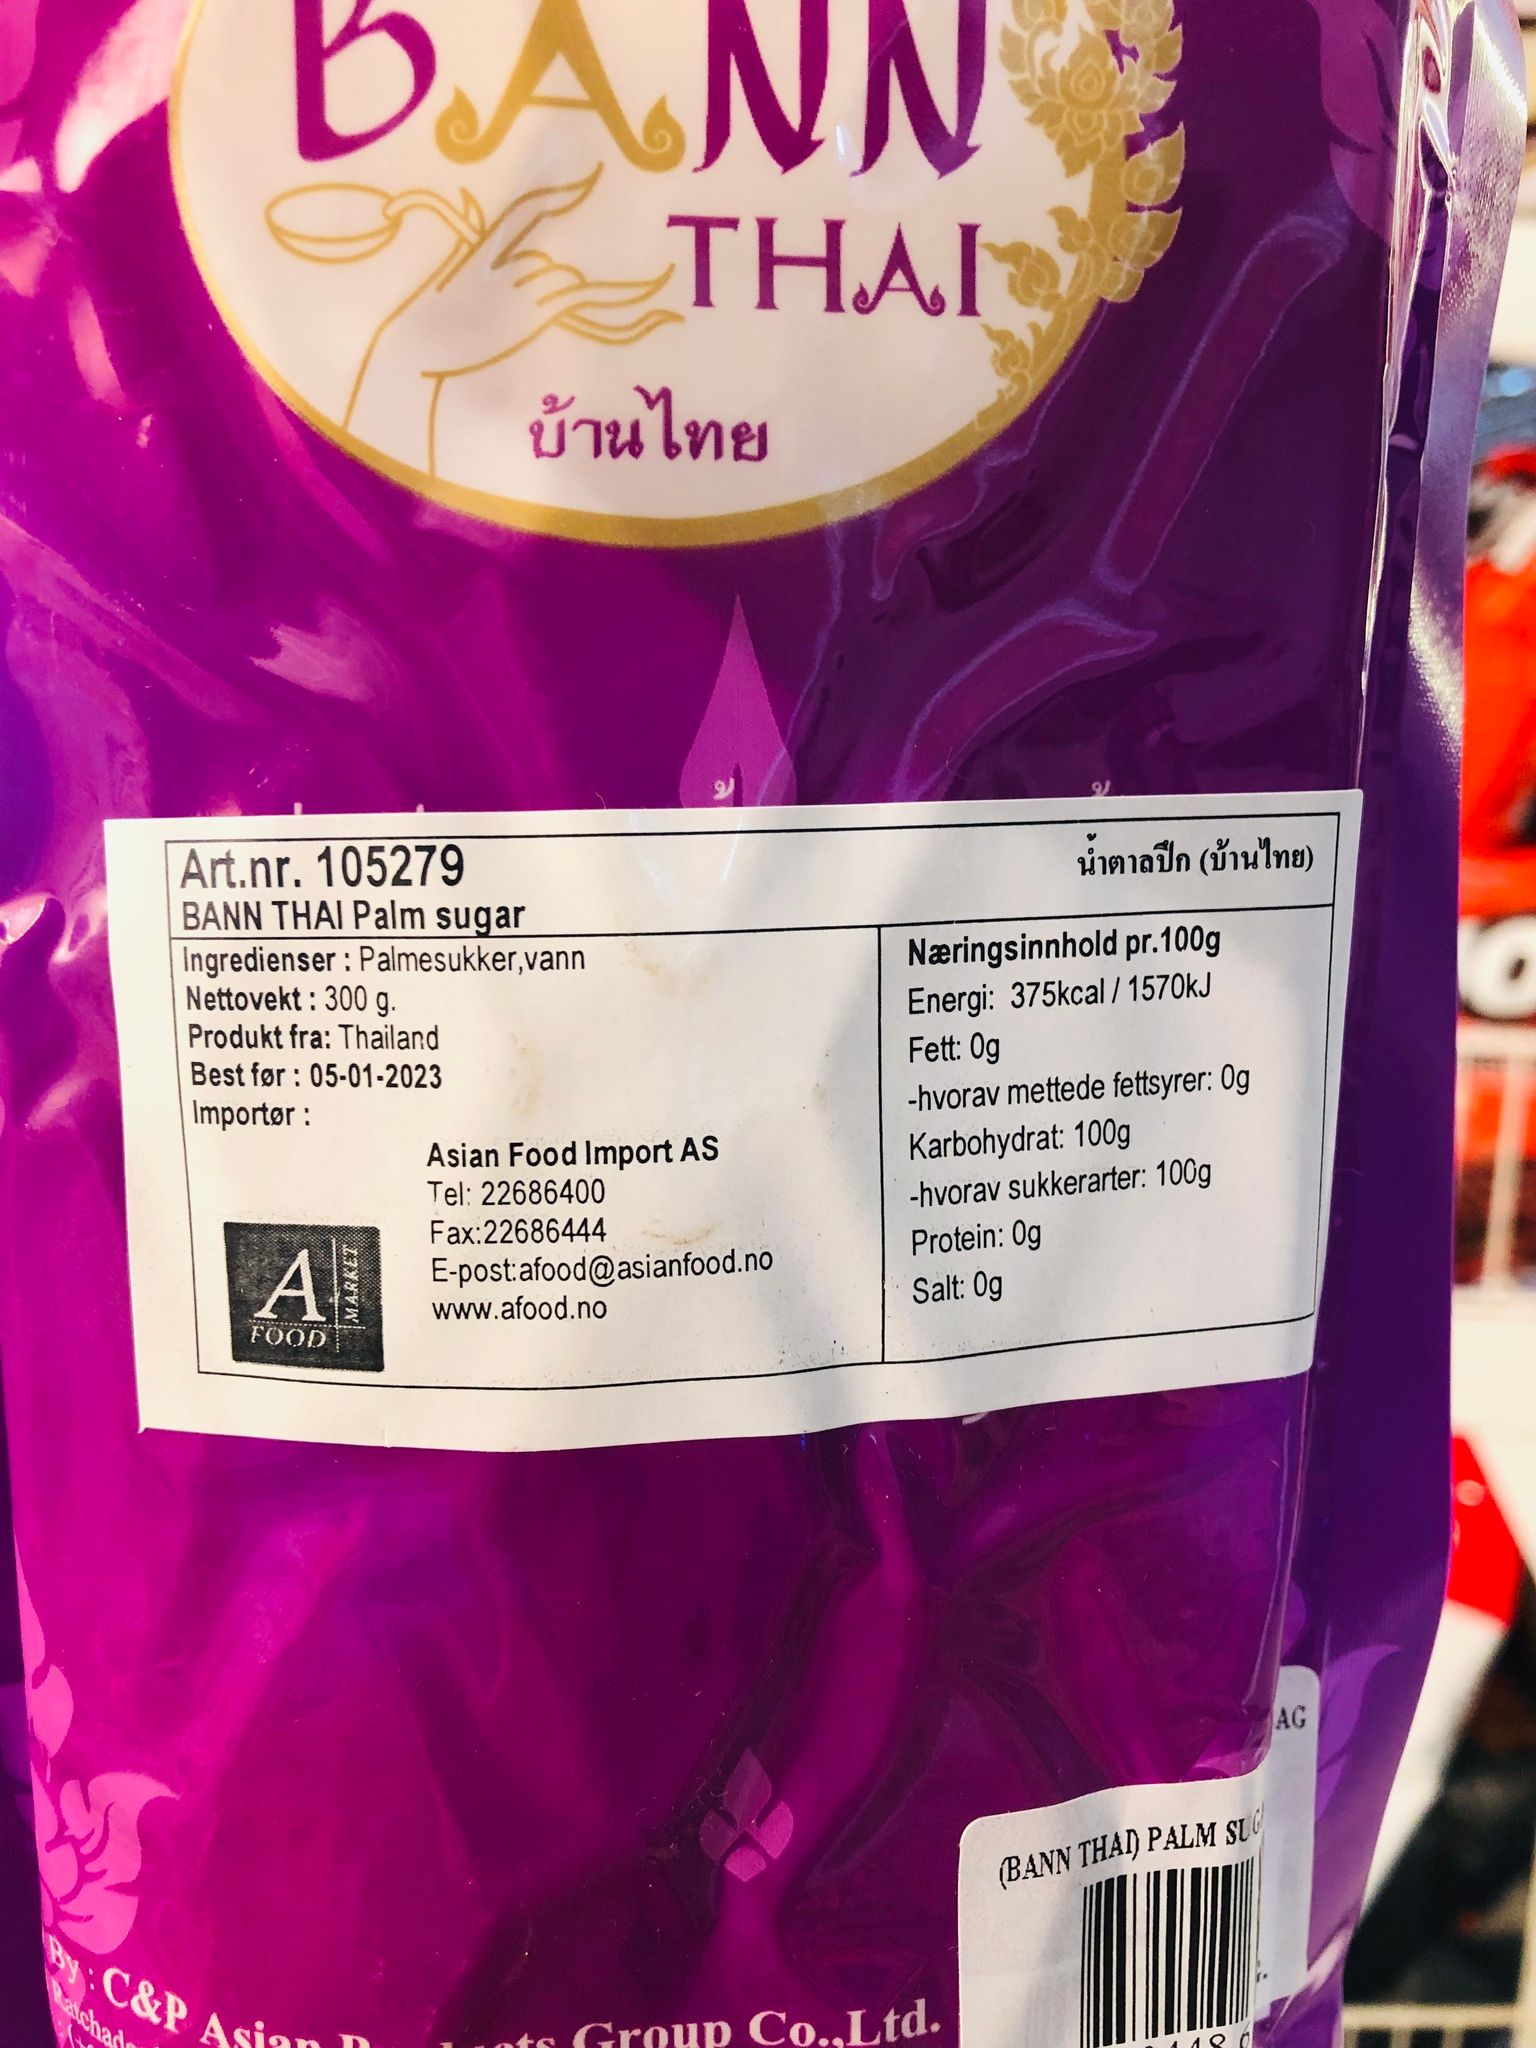 BANN
THAI
บ้านไทย
Art.nr. 105279
น้ำตาลปึก (บ้านไทย)
BANN THAI Palm sugar
Ingredienser : Palmesukker,vann
Nettovekt : 300 g.
Produkt fra: Thailand
Best før : 05-01-2023
Importør :
Asian Food Import AS
Tel: 22686400
Fax:22686444
E-post:afood@asianfood.no
www.afood.no
A
FOOD
MARKET
Næringsinnhold pr.100g
Energi: 375kcal / 1570kJ
Fett: 0g
-hvorav mettede fettsyrer: 0g
Karbohydrat: 100g
-hvorav sukkerarter: 100g
Protein: 0g
Salt: 0g
AG
(BANN THAI) PALM
By : C&P Asian Group Co.,Ltd.